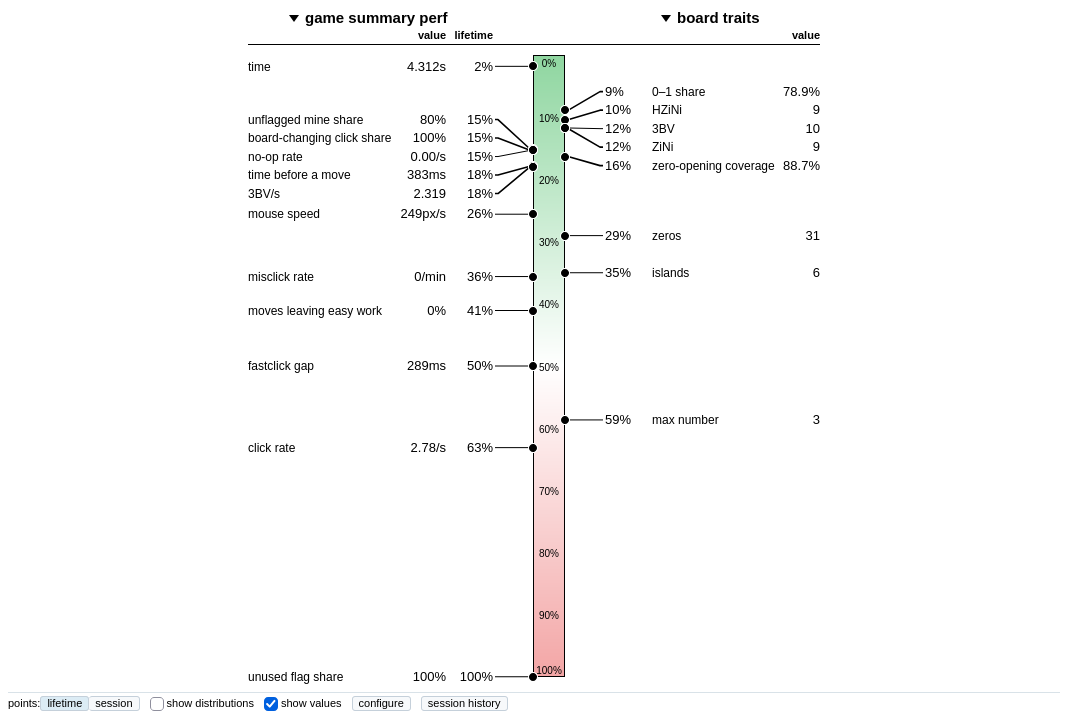 ▼ game summary perf
value lifetime
time 4.312s 2%
unflagged mine share 80% 15%
board-changing click share 100% 15%
no-op rate 0.00/s 15%
time before a move 383ms 18%
3BV/s 2.319 18%
mouse speed 249px/s 26%
misclick rate 0/min 36%
moves leaving easy work 0% 41%
fastclick gap 289ms 50%
click rate 2.78/s 63%
unused flag share 100% 100%
0%
10%
20%
30%
40%
50%
60%
70%
80%
90%
100%
▼ board traits
value
9% 0–1 share 78.9%
10% HZiNi 9
12% 3BV 10
12% ZiNi 9
16% zero-opening coverage 88.7%
29% zeros 31
35% islands 6
59% max number 3
points: lifetime session show distributions show values configure session history